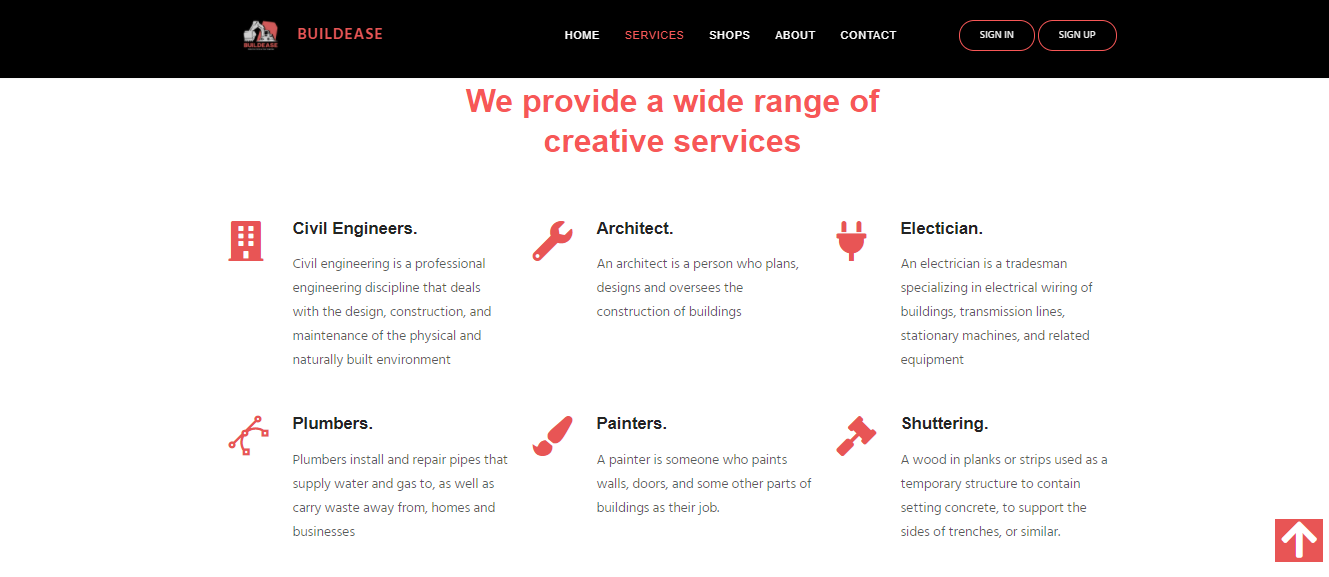 BUILDEASE
BUILDEASE HOME SERVICES SHOPS ABOUT CONTACT SIGN IN SIGN UP
We provide a wide range of
creative services
Civil Engineers.
Civil engineering is a professional
engineering discipline that deals
with the design, construction, and
maintenance of the physical and
naturally built environment
Architect.
An architect is a person who plans,
designs and oversees the
construction of buildings
Electician.
An electrician is a tradesman
specializing in electrical wiring of
buildings, transmission lines,
stationary machines, and related
equipment
Plumbers.
Plumbers install and repair pipes that
supply water and gas to, as well as
carry waste away from, homes and
businesses
Painters.
A painter is someone who paints
walls, doors, and some other parts of
buildings as their job.
Shuttering.
A wood in planks or strips used as a
temporary structure to contain
setting concrete, to support the
sides of trenches, or similar.